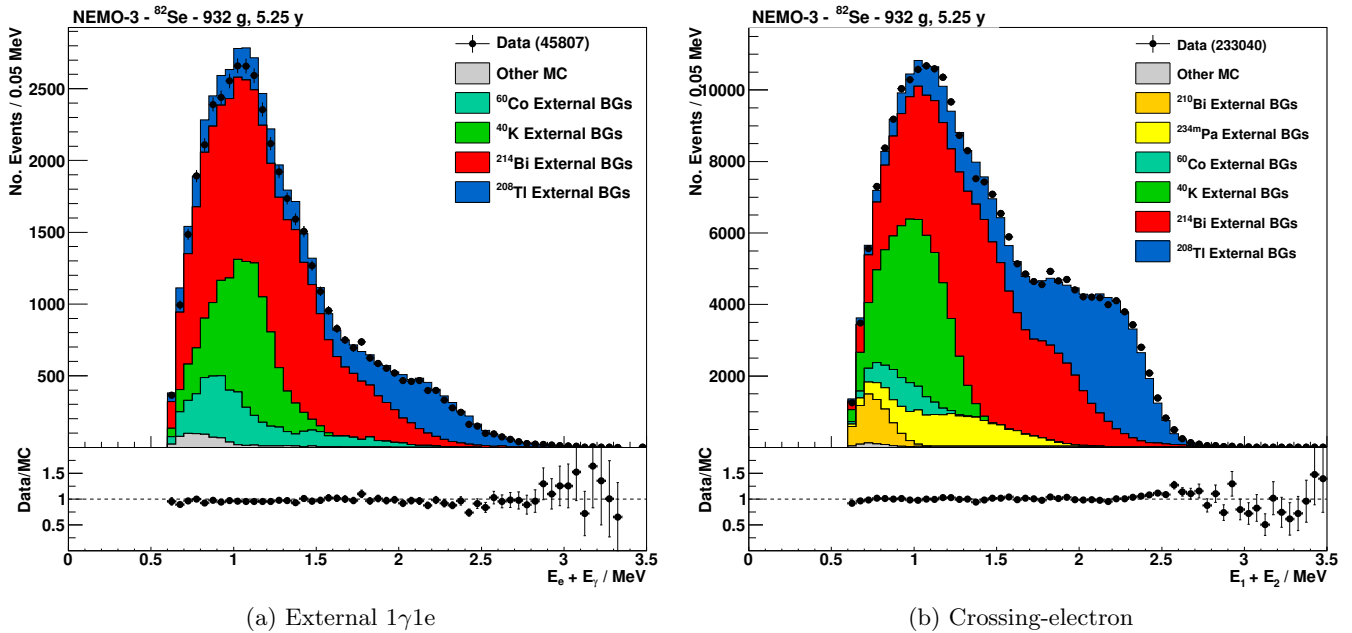 NEMO-3 - ⁸²Se - 932 g, 5.25 y
No. Events / 0.05 MeV
2500
2000
1500
1000
500
Data (45807)
Other MC
⁶⁰Co External BGs
⁴⁰K External BGs
²¹⁴Bi External BGs
²⁰⁸Tl External BGs
Data/MC
1.5
1
0.5
0 0.5 1 1.5 2 2.5 3 3.5
Eₑ + Eᵧ / MeV
(a) External 1γ1e
NEMO-3 - ⁸²Se - 932 g, 5.25 y
No. Events / 0.05 MeV
10000
8000
6000
4000
2000
Data (233040)
Other MC
²¹⁰Bi External BGs
²³⁴ᵐPa External BGs
⁶⁰Co External BGs
⁴⁰K External BGs
²¹⁴Bi External BGs
²⁰⁸Tl External BGs
Data/MC
1.5
1
0.5
0 0.5 1 1.5 2 2.5 3 3.5
E₁ + E₂ / MeV
(b) Crossing-electron